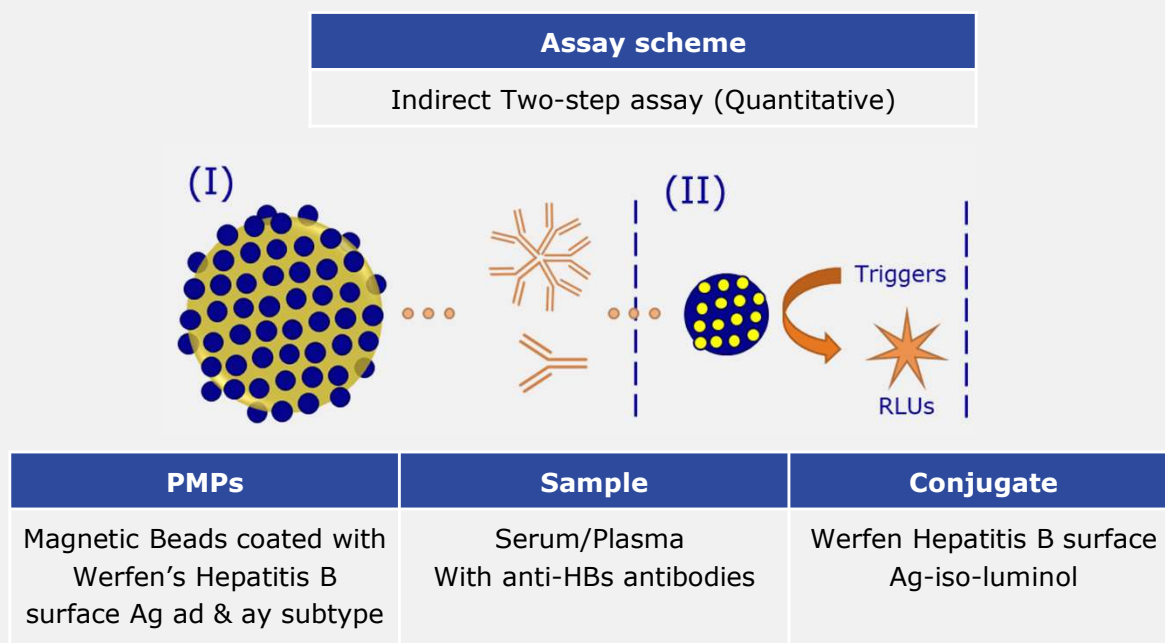 Assay scheme
Indirect Two-step assay (Quantitative)
(I)
(II)
Triggers
RLUs
PMPs
Magnetic Beads coated with
Werfen's Hepatitis B
surface Ag ad & ay subtype
Sample
Serum/Plasma
With anti-HBs antibodies
Conjugate
Werfen Hepatitis B surface
Ag-iso-luminol